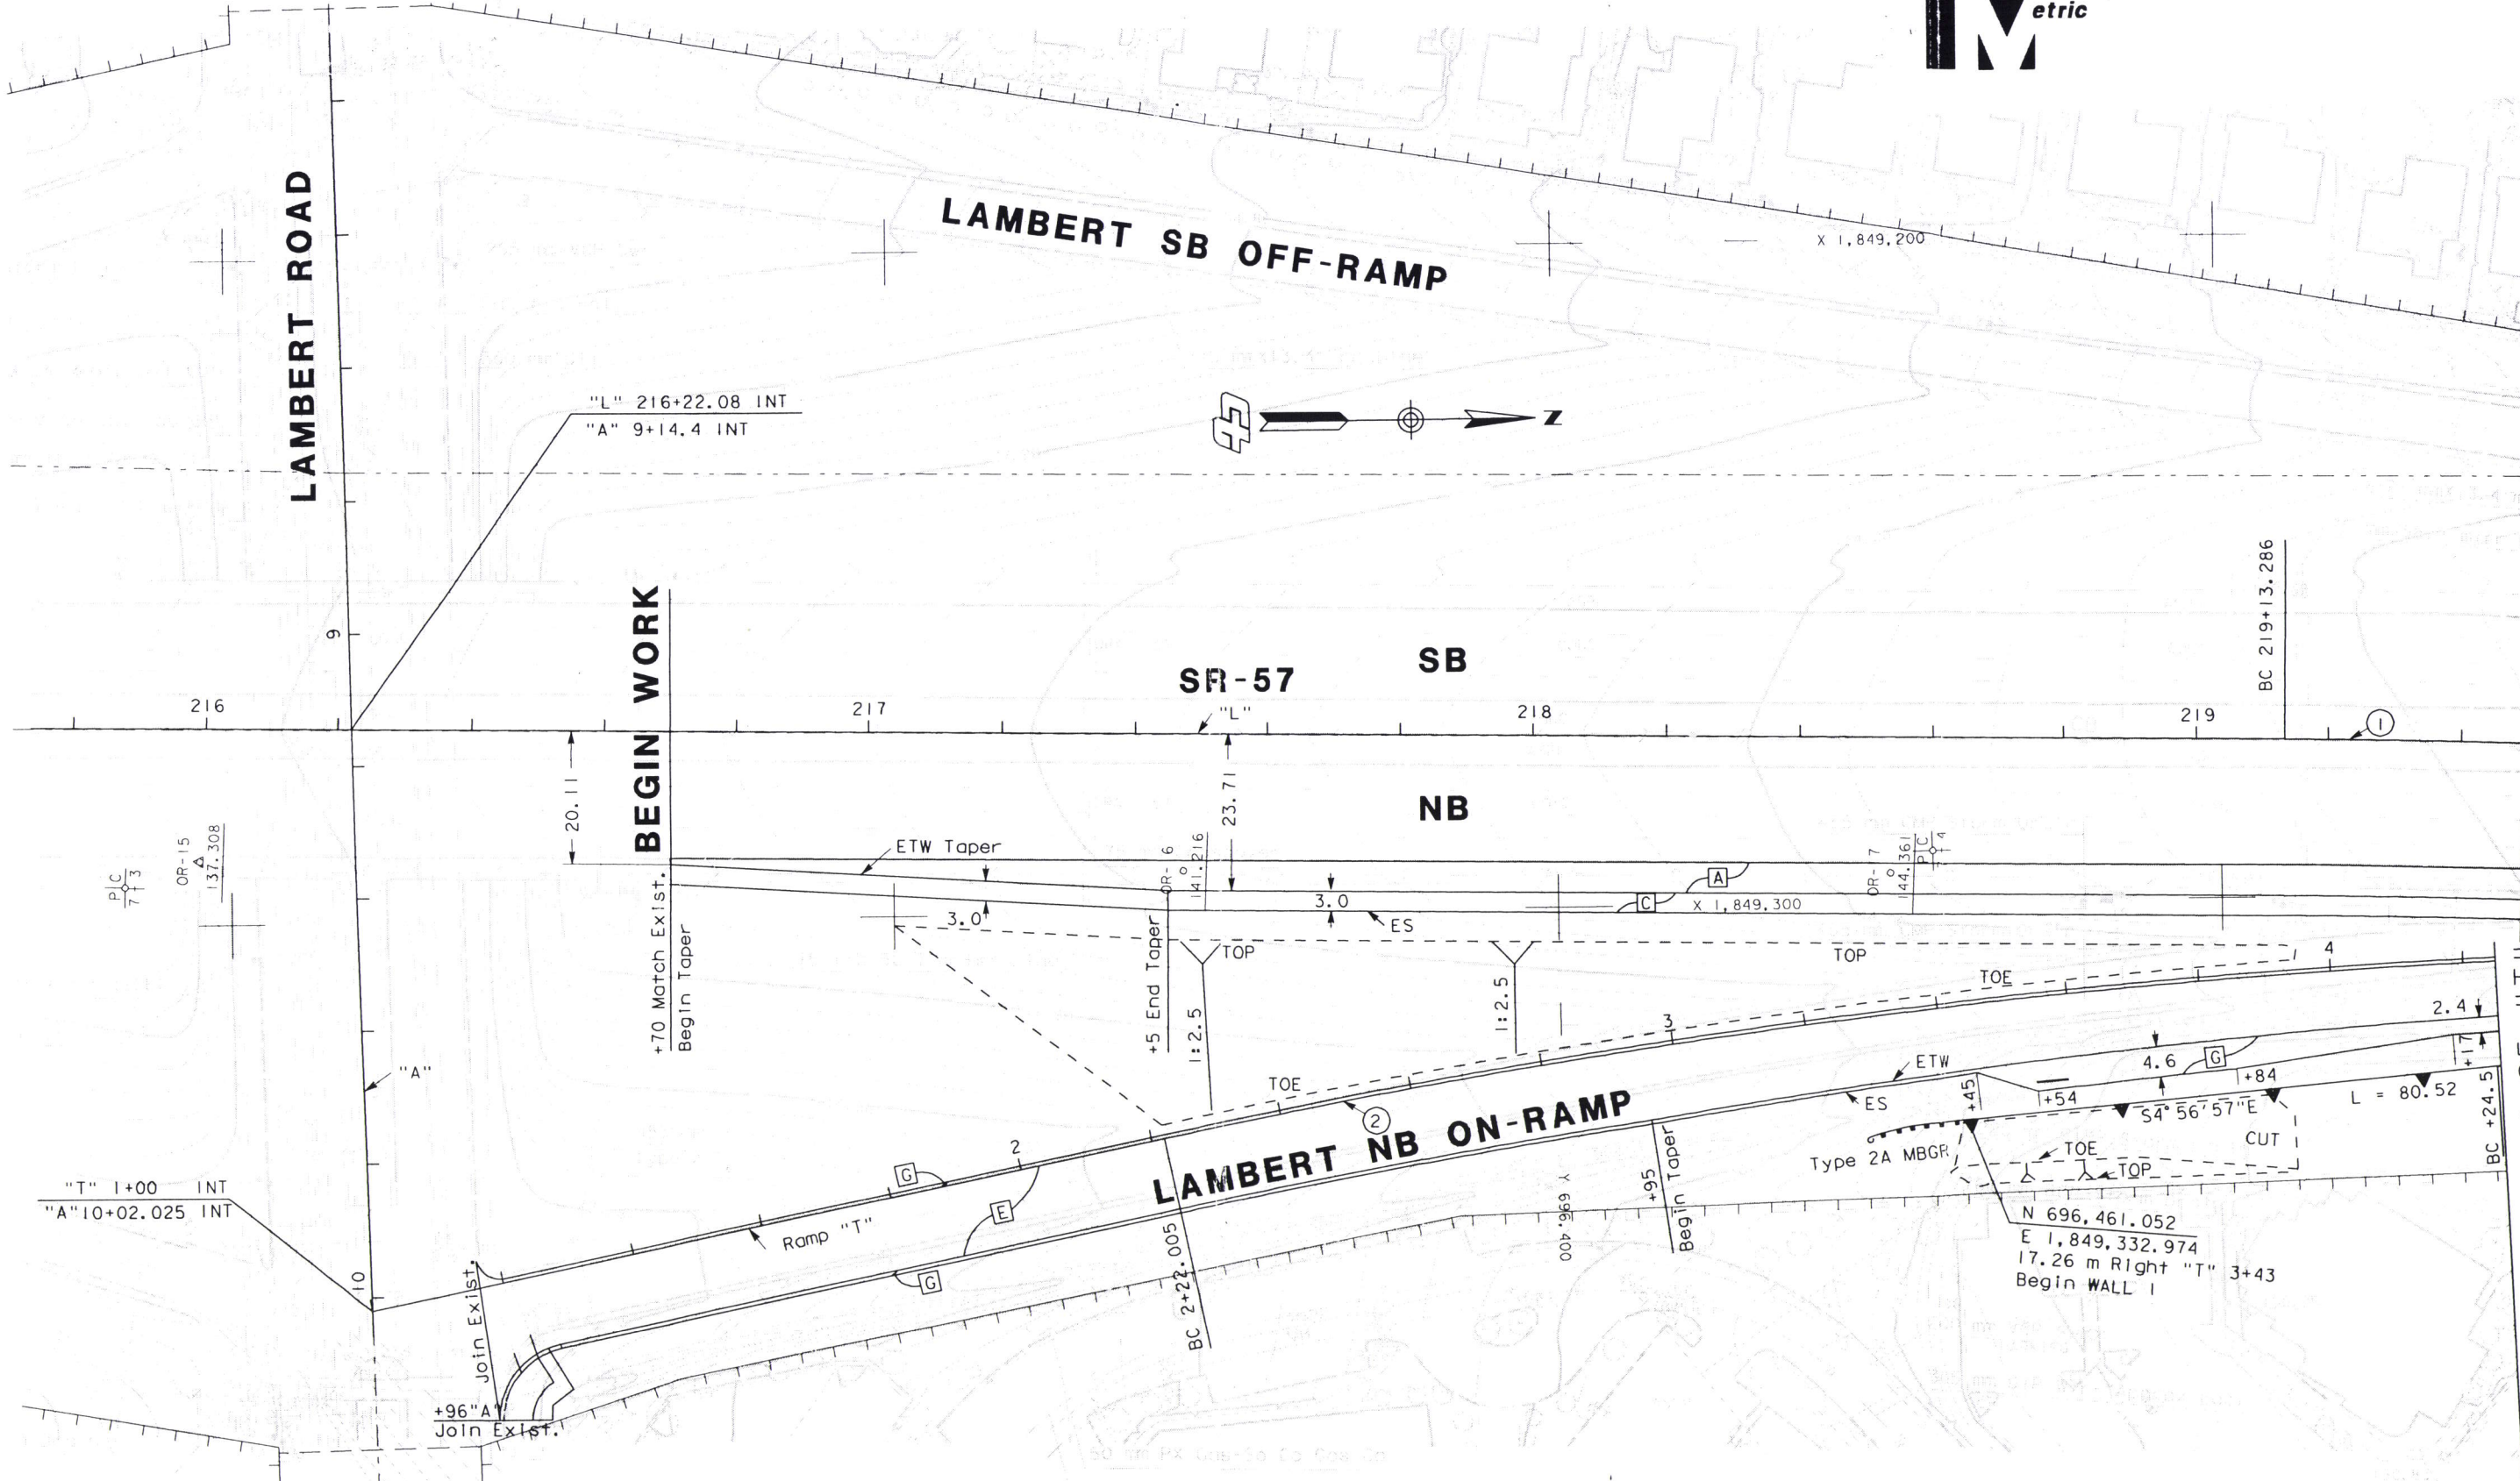 etric
LAMBERT ROAD
LAMBERT SB OFF-RAMP
X 1,849,200
"L" 216+22.08 INT
"A" 9+14.4 INT
Z
9
BEGIN WORK
SR-57
SB
"L"
216
217
218
219
BC 219+13.286
1
20.11
23.71
NB
P C
7 3
OR-15
137.308
ETW Taper
OR- 6
141.216
OR-17
144.361
P C
7 4
A
C
3.0
3.0
ES
X 1,849,300
+70 Match Exist.
Begin Taper
+5 End Taper
TOP
TOP
1:2.5
1:2.5
TOE
TOE
4
3
2
2.4
+17
ETW
ES
4.6
G
+84
+45
+54
S4°56'57"E
L = 80.52
BC +24.5
"A"
2
LAMBERT NB ON-RAMP
Type 2A MBGR
TOE
TOP
CUT
G
E
G
Ramp "T"
"T" 1+00 INT
"A"10+02.025 INT
10
Join Exist.
BC 2+22.005
Y 696,400
+95
Begin Taper
N 696,461.052
E 1,849,332.974
17.26 m Right "T" 3+43
Begin WALL 1
+96"A"
Join Exist.